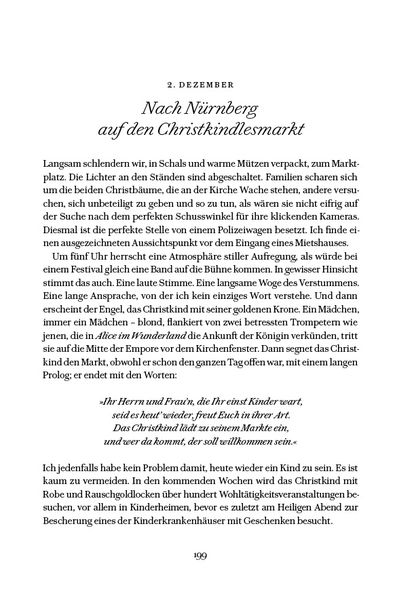 2. DEZEMBER
Nach Nürnberg
auf den Christkindlesmarkt
Langsam schlendern wir, in Schals und warme Mützen verpackt, zum Markt-
platz. Die Lichter an den Ständen sind abgeschaltet. Familien scharen sich
um die beiden Christbäume, die an der Kirche Wache stehen, andere versu-
chen, sich unbeteiligt zu geben und so zu tun, als wären sie nicht eifrig auf
der Suche nach dem perfekten Schusswinkel für ihre klickenden Kameras.
Diesmal ist die perfekte Stelle von einem Polizeiwagen besetzt. Ich finde ei-
nen ausgezeichneten Aussichtspunkt vor dem Eingang eines Mietshauses.
Um fünf Uhr herrscht eine Atmosphäre stiller Aufregung, als würde bei
einem Festival gleich eine Band auf die Bühne kommen. In gewisser Hinsicht
stimmt das auch. Eine laute Stimme. Eine langsame Woge des Verstummens.
Eine lange Ansprache, von der ich kein einziges Wort verstehe. Und dann
erscheint der Engel, das Christkind mit seiner goldenen Krone. Ein Mädchen,
immer ein Mädchen – blond, flankiert von zwei betressten Trompetern wie
jenen, die in Alice im Wunderland die Ankunft der Königin verkünden, tritt
sie auf die Mitte der Empore vor dem Kirchenfenster. Dann segnet das Christ-
kind den Markt, obwohl er schon den ganzen Tag offen war, mit einem langen
Prolog; er endet mit den Worten:
»Ihr Herrn und Frau'n, die Ihr einst Kinder wart,
seid es heut' wieder, freut Euch in ihrer Art.
Das Christkind lädt zu seinem Markte ein,
und wer da kommt, der soll willkommen sein.«
Ich jedenfalls habe kein Problem damit, heute wieder ein Kind zu sein. Es ist
kaum zu vermeiden. In den kommenden Wochen wird das Christkind mit
Robe und Rauschgoldlocken über hundert Wohltätigkeitsveranstaltungen be-
suchen, vor allem in Kinderheimen, bevor es zuletzt am Heiligen Abend zur
Bescherung eines der Kinderkrankenhäuser mit Geschenken besucht.
199